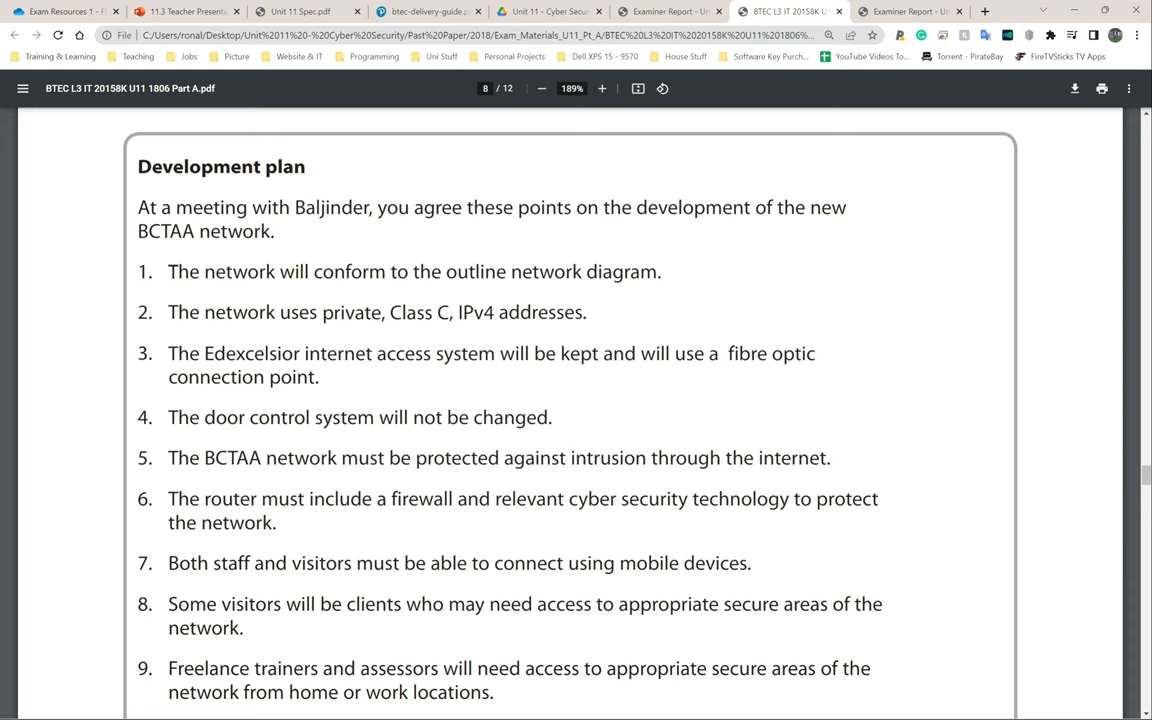 Exam Resources 1 - F
11.3 Teacher Presenta
Unit 11 Spec.pdf
btec-delivery-guide.p
Unit 11 - Cyber Secur
Examiner Report - Un
BTEC L3 IT 20158K U1
Examiner Report - Un
File | C:/Users/ronal/Desktop/Unit%2011%20-%20Cyber%20Security/Past%20Paper/2018/Exam_Materials_U11_Pt_A/BTEC%20L3%20IT%2020158K%20U11%201806%...
Training & Learning
Teaching
Jobs
Picture
Website & IT
Programming
Uni Stuff
Personal Projects
Dell XPS 15 - 9570
House Stuff
Software Key Purch...
YouTube Videos To...
Torrent - PirateBay
FireTVSticks TV Apps
BTEC L3 IT 20158K U11 1806 Part A.pdf
8 / 12
189%
Development plan
At a meeting with Baljinder, you agree these points on the development of the new
BCTAA network.
1. The network will conform to the outline network diagram.
2. The network uses private, Class C, IPv4 addresses.
3. The Edexcelsior internet access system will be kept and will use a fibre optic
connection point.
4. The door control system will not be changed.
5. The BCTAA network must be protected against intrusion through the internet.
6. The router must include a firewall and relevant cyber security technology to protect
the network.
7. Both staff and visitors must be able to connect using mobile devices.
8. Some visitors will be clients who may need access to appropriate secure areas of the
network.
9. Freelance trainers and assessors will need access to appropriate secure areas of the
network from home or work locations.